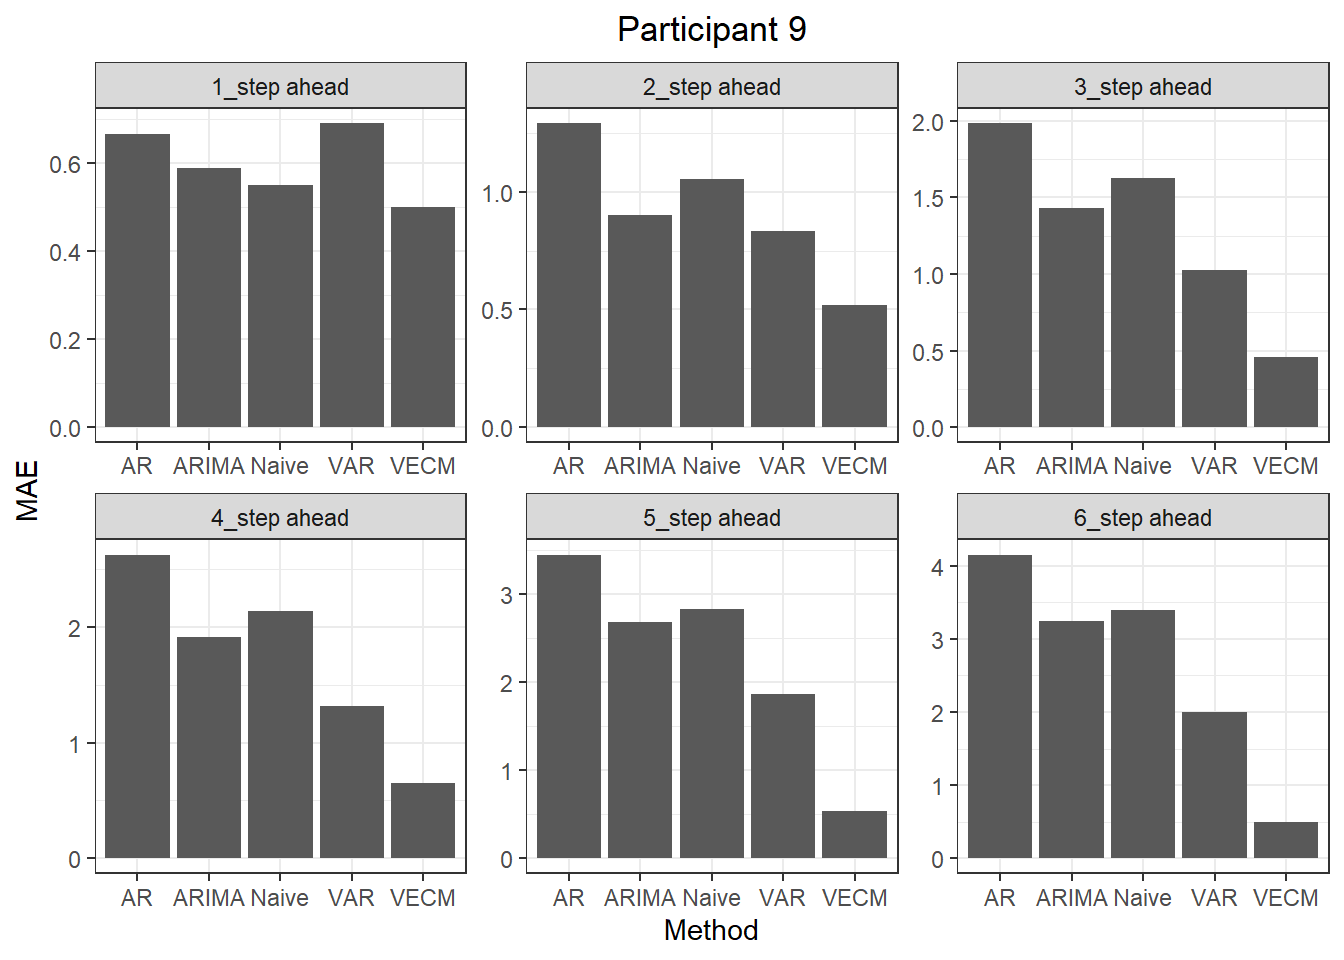 Participant 9
1_step ahead
2_step ahead
3_step ahead
0.6
0.4
0.2
0.0
1.0
0.5
0.0
2.0
1.5
1.0
0.5
0.0
AR ARIMA Naive VAR VECM
AR ARIMA Naive VAR VECM
AR ARIMA Naive VAR VECM
MAE
4_step ahead
5_step ahead
6_step ahead
2
1
0
3
2
1
0
4
3
2
1
0
AR ARIMA Naive VAR VECM
AR ARIMA Naive VAR VECM
AR ARIMA Naive VAR VECM
Method